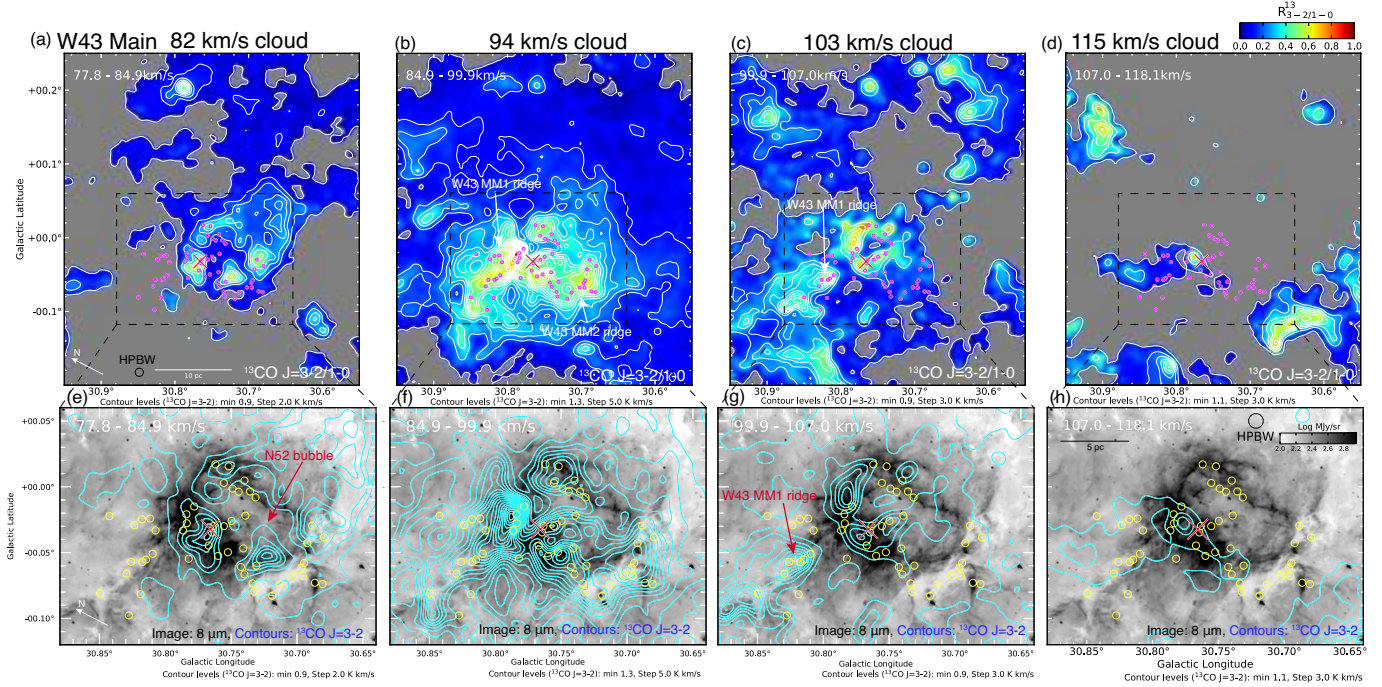 (a) W43 Main 82 km/s cloud
(b) 94 km/s cloud
(c) 103 km/s cloud
(d) 115 km/s cloud
R¹³₃₋₂/₁₋₀
0.0 0.2 0.4 0.6 0.8 1.0
77.8 - 84.9km/s
84.9 - 99.9km/s
99.9 - 107.0km/s
107.0 - 118.1km/s
+00.2°
+00.1°
+00.0°
-00.1°
Galactic Latitude
W43 MM1 ridge
W43 MM2 ridge
W43 MM1 ridge
N
HPBW
10 pc
¹³CO J=3-2/1-0
¹³CO J=3-2/1-0
¹³CO J=3-2/1-0
¹³CO J=3-2/1-0
30.9 30.8 30.7 30.6
30.9 30.8 30.7 30.6
30.9 30.8 30.7 30.6
30.9 30.8 30.7 30.6
Contour levels (¹³CO J=3-2): min 0.9, Step 2.0 K km/s
Contour levels (¹³CO J=3-2): min 1.3, Step 5.0 K km/s
Contour levels (¹³CO J=3-2): min 0.9, Step 3.0 K km/s
Contour levels (¹³CO J=3-2): min 1.1, Step 3.0 K km/s
(e)
77.8 - 84.9 km/s
N52 bubble
(f)
84.9 - 99.9 km/s
(g)
99.9 - 107.0 km/s
W43 MM1 ridge
(h)
107.0 - 118.1 km/s
5 pc
HPBW
Log MJy/sr
2.0 2.2 2.4 2.6 2.8
+00.05°
+00.00°
-00.05°
-00.10°
Galactic Latitude
N
Image: 8 μm, Contours: ¹³CO J=3-2
Image: 8 μm, Contours: ¹³CO J=3-2
Image: 8 μm, Contours: ¹³CO J=3-2
Image: 8 μm, Contours: ¹³CO J=3-2
30.85 30.80 30.75 30.70 30.65
30.85 30.80 30.75 30.70 30.65
30.85 30.80 30.75 30.70 30.65
30.85 30.80 30.75 30.70 30.65
Galactic Longitude
Galactic Longitude
Galactic Longitude
Galactic Longitude
Contour levels (¹³CO J=3-2): min 0.9, Step 2.0 K km/s
Contour levels (¹³CO J=3-2): min 1.3, Step 5.0 K km/s
Contour levels (¹³CO J=3-2): min 0.9, Step 3.0 K km/s
Contour levels (¹³CO J=3-2): min 1.1, Step 3.0 K km/s